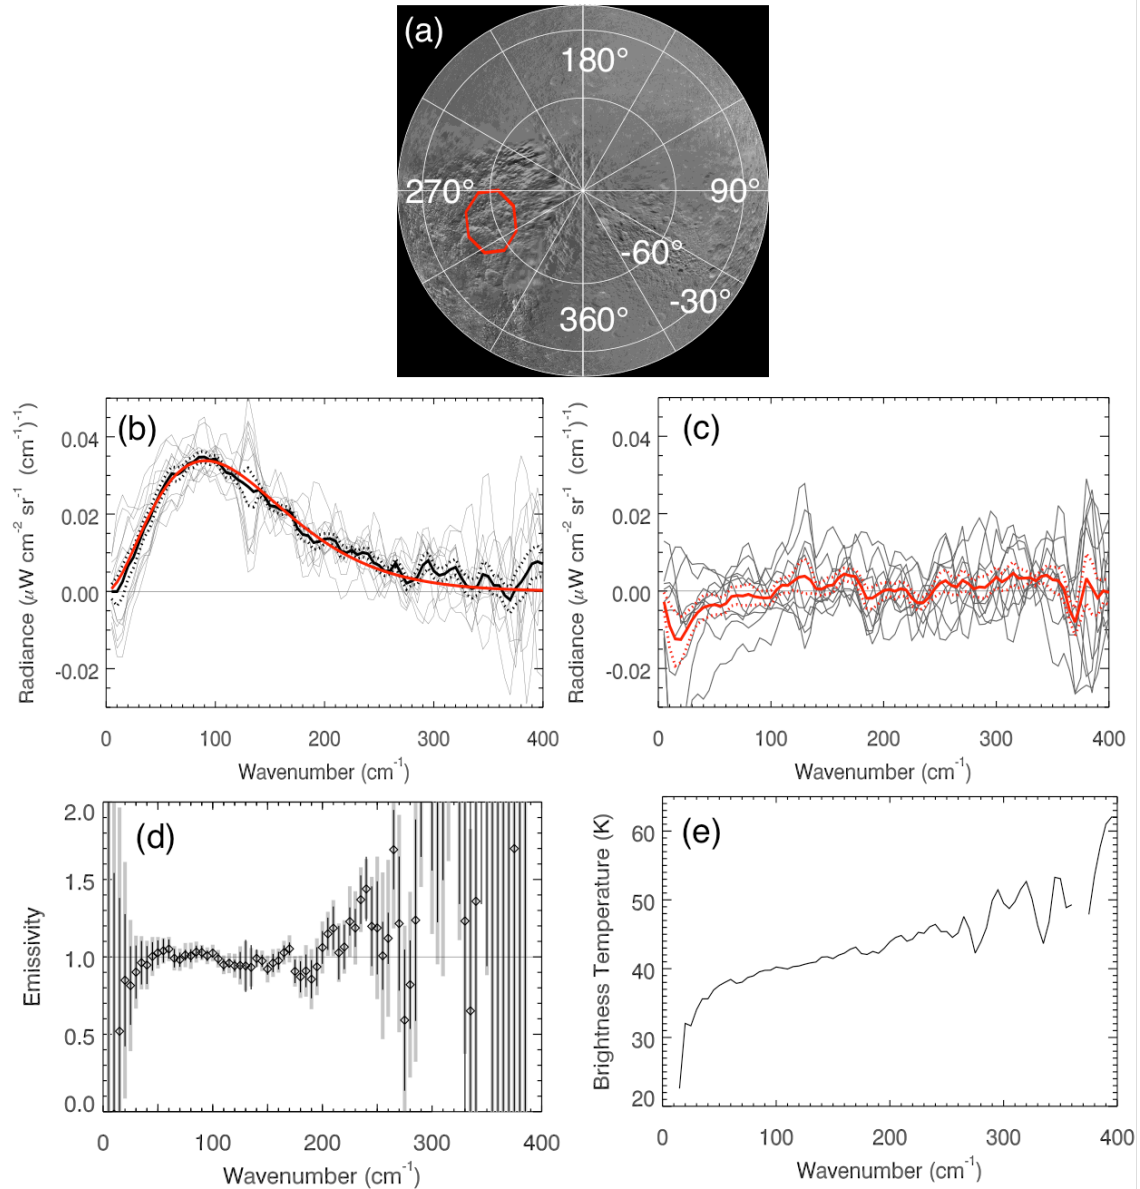 (a)
180°
270°
90°
-60°
-30°
360°
(b)
Radiance (μW cm⁻² sr⁻¹ (cm⁻¹)⁻¹)
0.04
0.02
0.00
-0.02
0 100 200 300 400
Wavenumber (cm⁻¹)
(c)
Radiance (μW cm⁻² sr⁻¹ (cm⁻¹)⁻¹)
0.04
0.02
0.00
-0.02
0 100 200 300 400
Wavenumber (cm⁻¹)
(d)
Emissivity
2.0
1.5
1.0
0.5
0.0
0 100 200 300 400
Wavenumber (cm⁻¹)
(e)
Brightness Temperature (K)
60
50
40
30
20
0 100 200 300 400
Wavenumber (cm⁻¹)